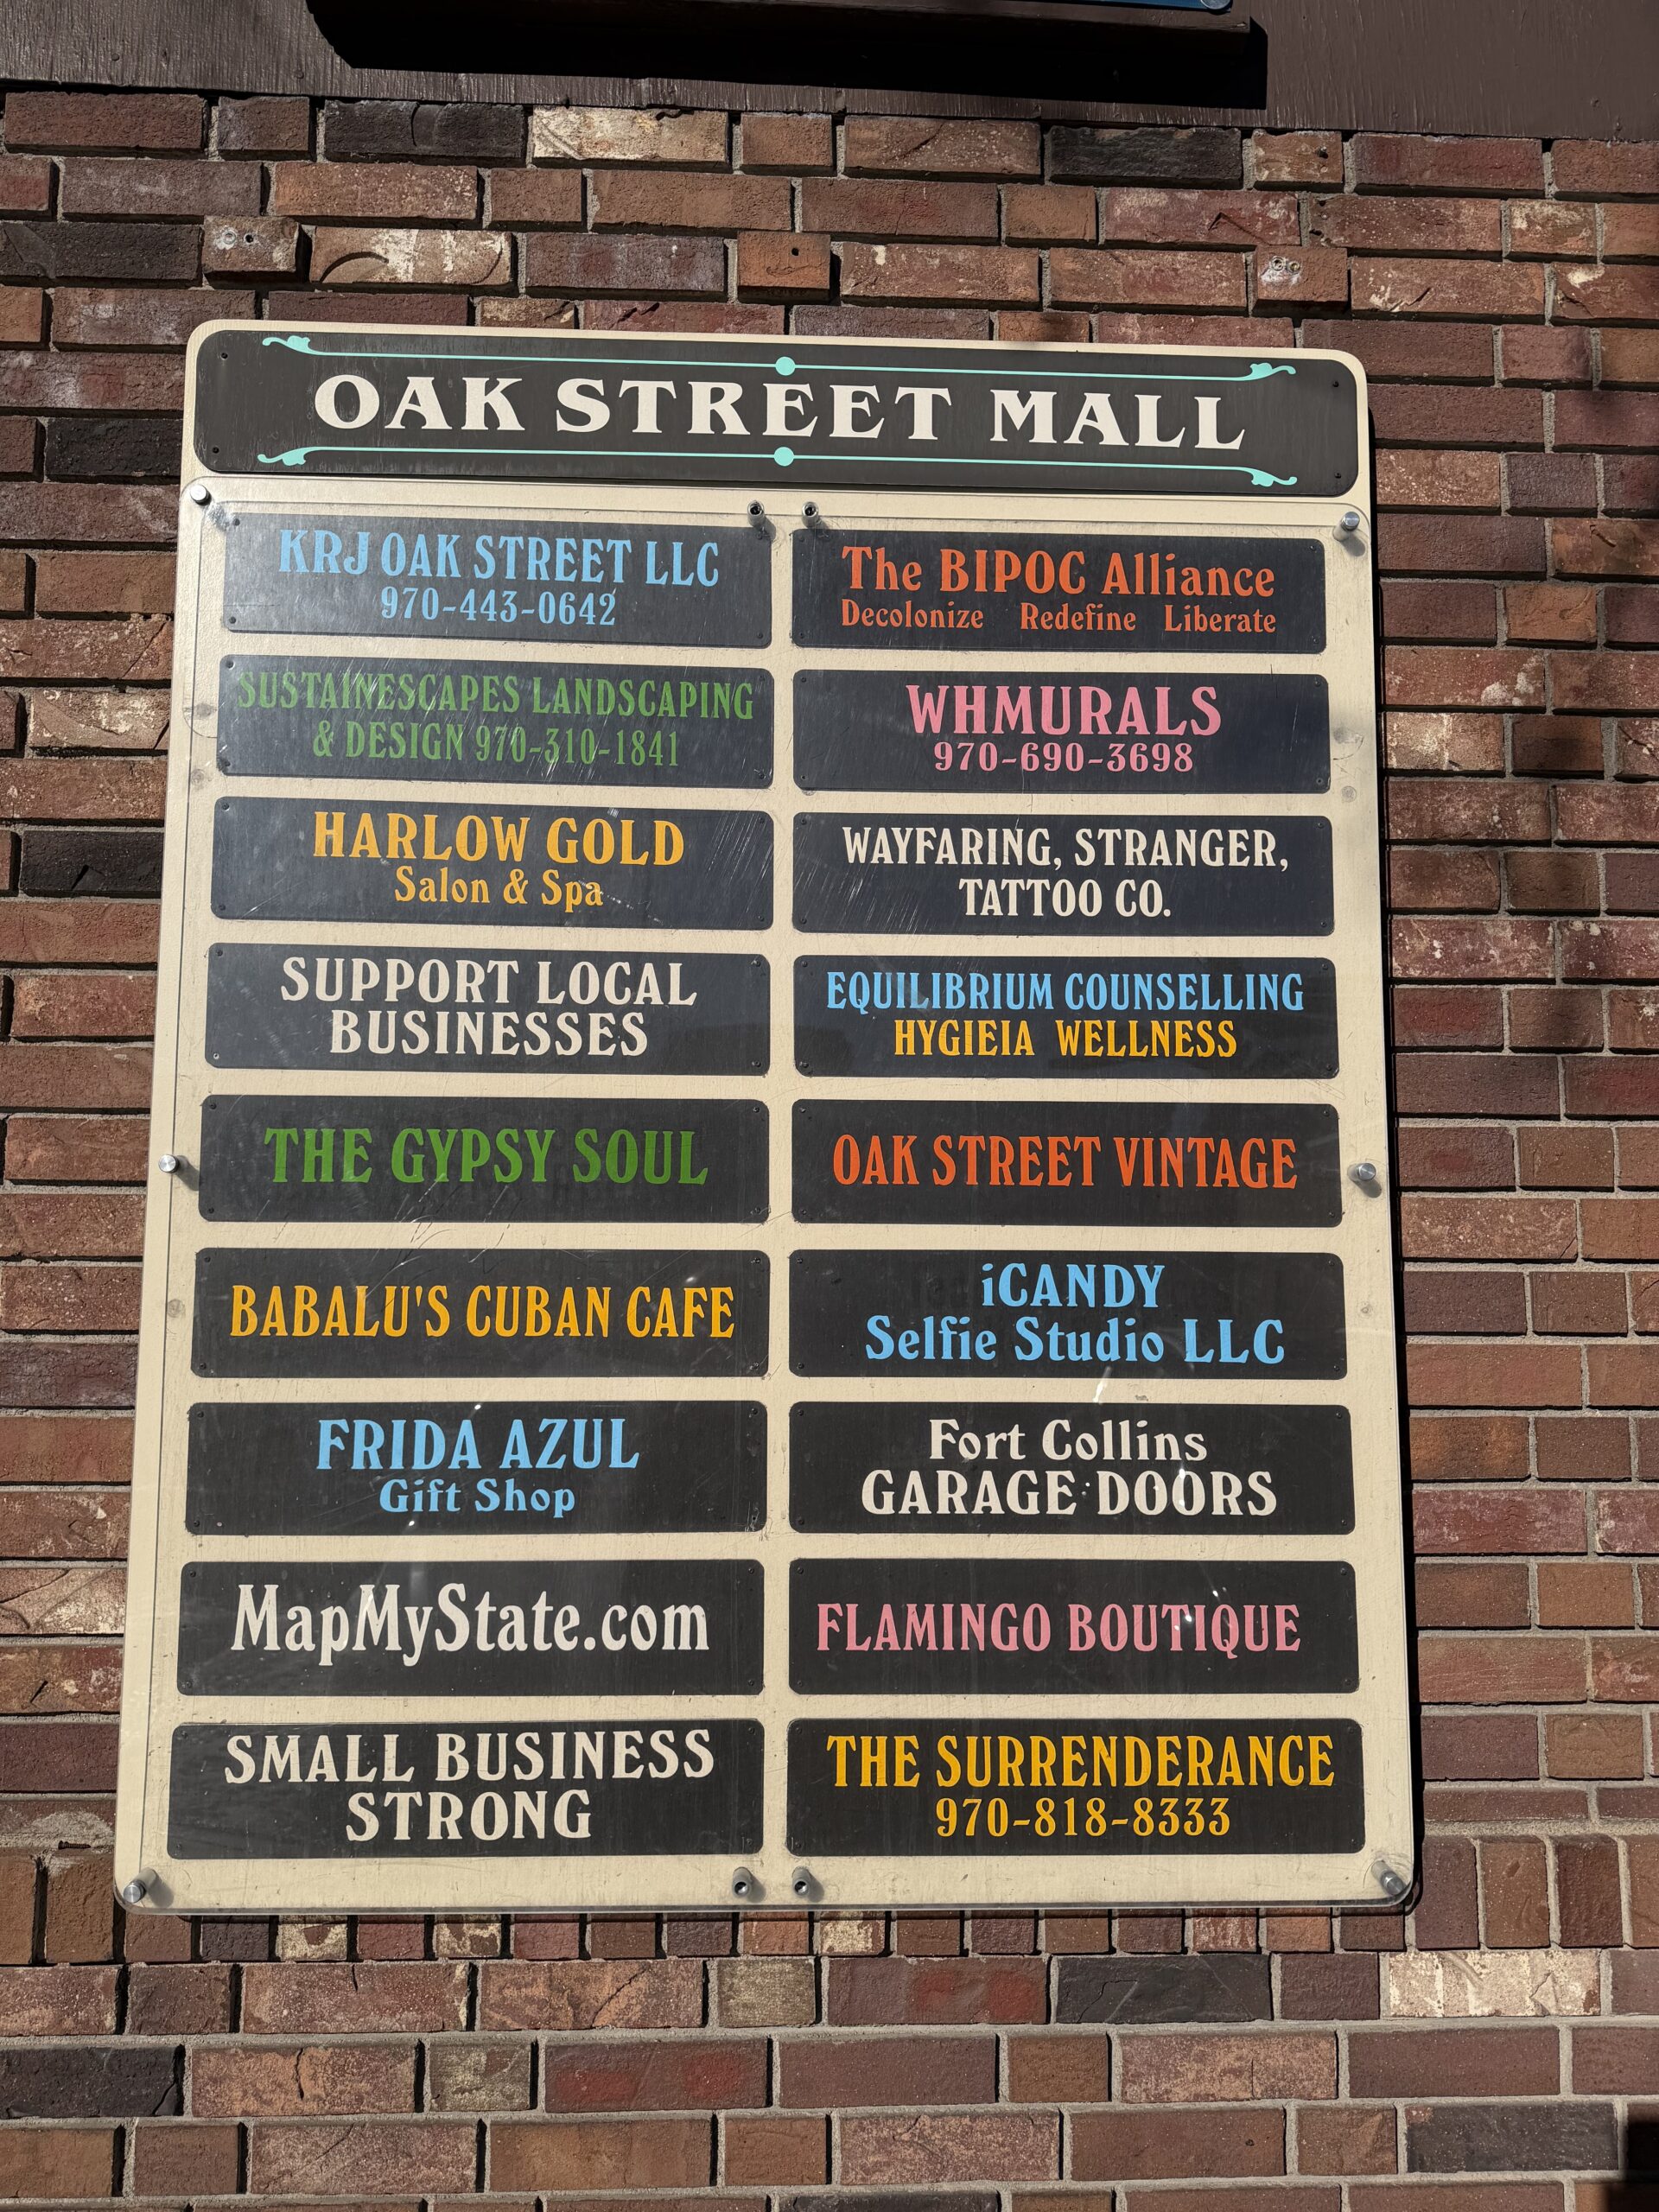 OAK STREET MALL
KRJ OAK STREET LLC
970-443-0642
The BIPOC Alliance
Decolonize Redefine Liberate
SUSTAINESCAPES LANDSCAPING
& DESIGN 970-310-1841
WHMURALS
970-690-3698
HARLOW GOLD
Salon & Spa
WAYFARING, STRANGER,
TATTOO CO.
SUPPORT LOCAL
BUSINESSES
EQUILIBRIUM COUNSELLING
HYGIEIA WELLNESS
THE GYPSY SOUL
OAK STREET VINTAGE
BABALU'S CUBAN CAFE
iCANDY
Selfie Studio LLC
FRIDA AZUL
Gift Shop
Fort Collins
GARAGE DOORS
MapMyState.com
FLAMINGO BOUTIQUE
SMALL BUSINESS
STRONG
THE SURRENDERANCE
970-818-8333